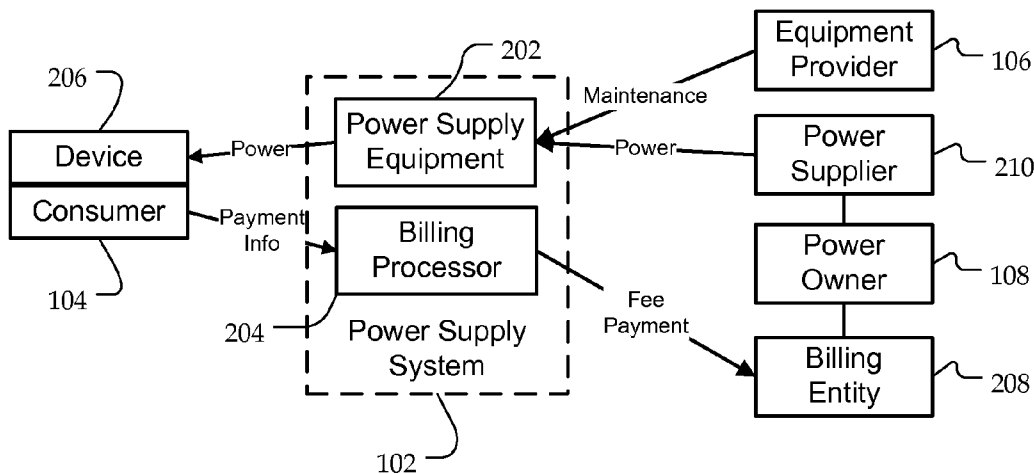 202
Equipment
Provider
106
206
Maintenance
Device
Power
Power Supply
Equipment
Power
Power
Supplier
210
Consumer
Payment
Info
Billing
Processor
Power
Owner
108
104
204
Fee
Payment
Power Supply
System
Billing
Entity
208
102